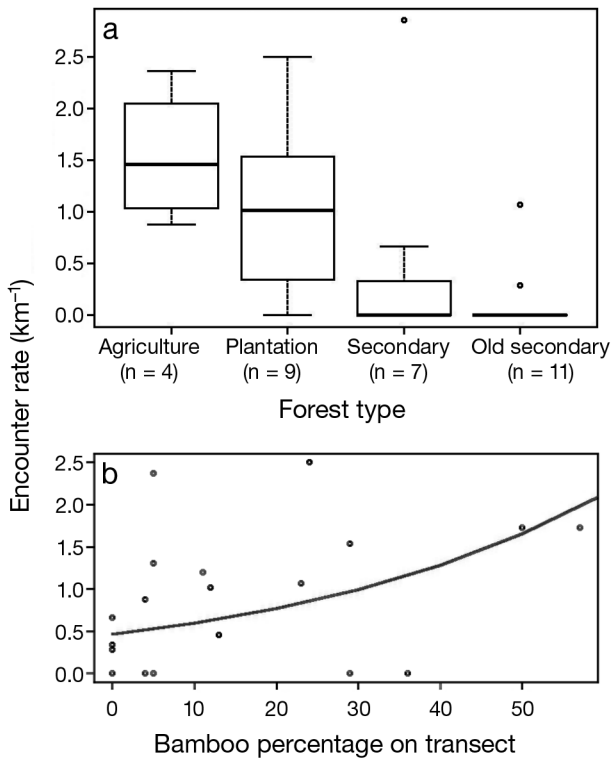 a
2.5
2.0
1.5
1.0
0.5
0.0
Agriculture Plantation Secondary Old secondary
(n = 4) (n = 9) (n = 7) (n = 11)
Forest type
Encounter rate (km⁻¹)
b
2.5
2.0
1.5
1.0
0.5
0.0
0 10 20 30 40 50
Bamboo percentage on transect